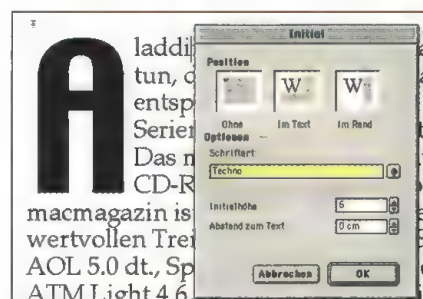 A
laddi
tun, d
entsp
Serien
Das n
CD-R
macmagazin is
wertvollen Trei
AOL 5.0 dt., Sp
ATM Light 4.6
Initial
Position
W
W
Ohne
Im Text
Im Rand
Optionen
Schriftart:
Techno
Initialhöhe
6
Abstand zum Text
0 cm
Abbrechen
OK